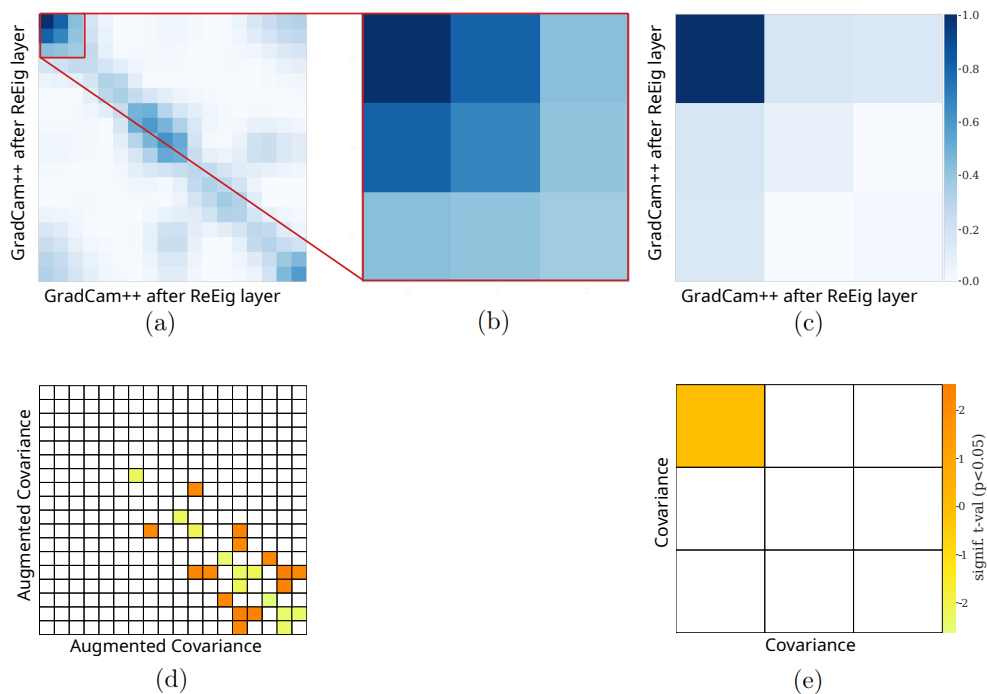 GradCam++ after ReEig layer
GradCam++ after ReEig layer
(a)
(b)
GradCam++ after ReEig layer
GradCam++ after ReEig layer
(c)
1.0
0.8
0.6
0.4
0.2
0.0
Augmented Covariance
Augmented Covariance
(d)
Covariance
Covariance
(e)
2
1
0
-1
-2
signif. t-val (p<0.05)